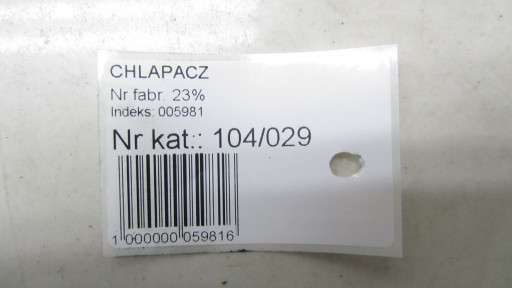 CHLAPACZ
Nr fabr. 23%
Indeks: 005981
Nr kat.: 104/029
1 000000 059816